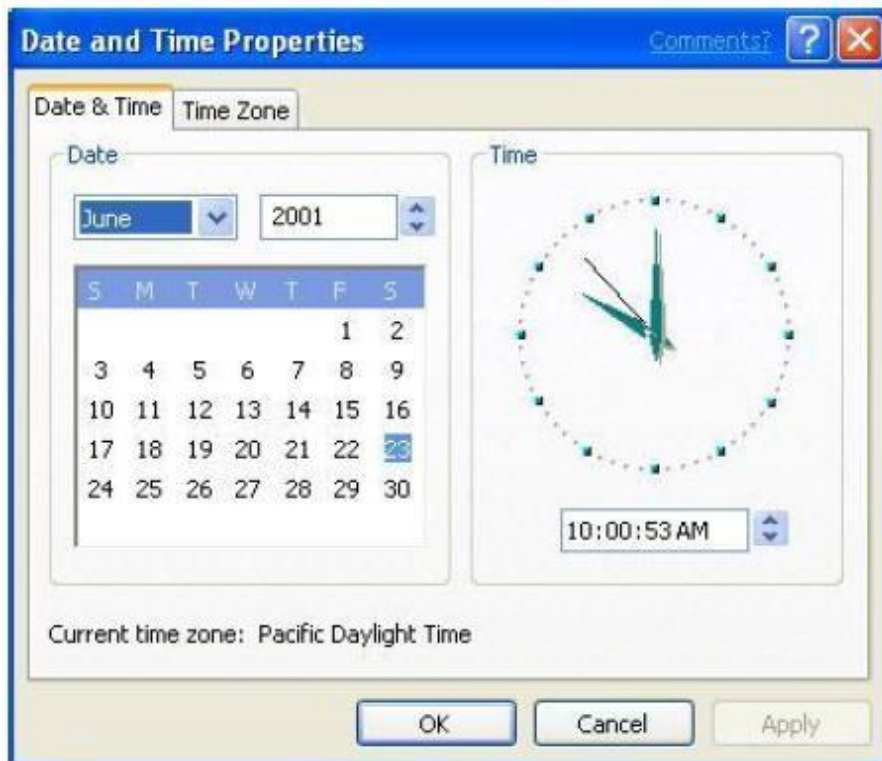 Date and Time Properties
Comments?
Date & Time
Time Zone
Date
June
2001
S M T W T F S
1 2
3 4 5 6 7 8 9
10 11 12 13 14 15 16
17 18 19 20 21 22 23
24 25 26 27 28 29 30
Time
10:00:53 AM
Current time zone: Pacific Daylight Time
OK
Cancel
Apply